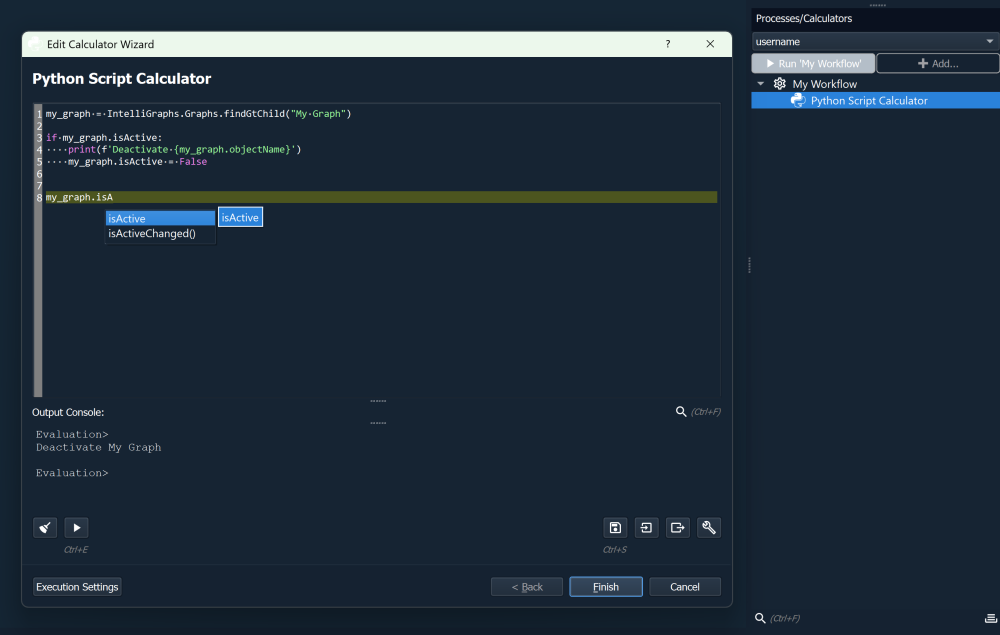 Edit Calculator Wizard
?
Python Script Calculator
1 my_graph·=·IntelliGraphs.Graphs.findGtChild("My·Graph")
2
3 if·my_graph.isActive:
4 ····print(f'Deactivate·{my_graph.objectName}')
5 ····my_graph.isActive·=·False
6
7
8 my_graph.isA
isActive
isActive
isActiveChanged()
Output Console:
(Ctrl+F)
Evaluation>
Deactivate My Graph
Evaluation>
Ctrl+E
Ctrl+S
Execution Settings
< Back
Finish
Cancel
Processes/Calculators
username
Run 'My Workflow'
Add...
My Workflow
Python Script Calculator
(Ctrl+F)